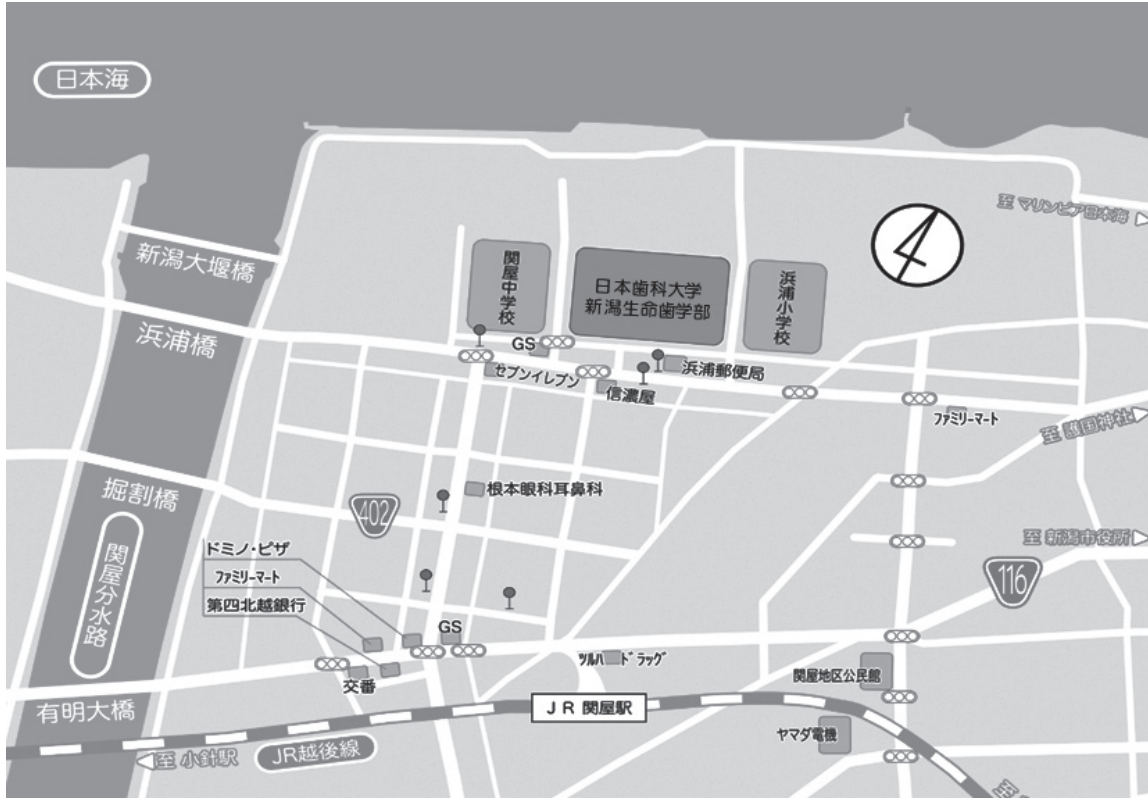 日本海
至 マリンピア日本海
新潟大堰橋
関屋中学校
日本歯科大学
新潟生命歯学部
浜浦小学校
浜浦橋
GS
セブンイレブン
浜浦郵便局
信濃屋
ファミリーマート
至 護国神社
掘割橋
根本眼科耳鼻科
402
至 新潟市役所
関屋分水路
ドミノ・ピザ
ファミリーマート
第四北越銀行
116
GS
ツルハドラッグ
関屋地区公民館
交番
有明大橋
JR 関屋駅
ヤマダ電機
至 小針駅
JR越後線
至